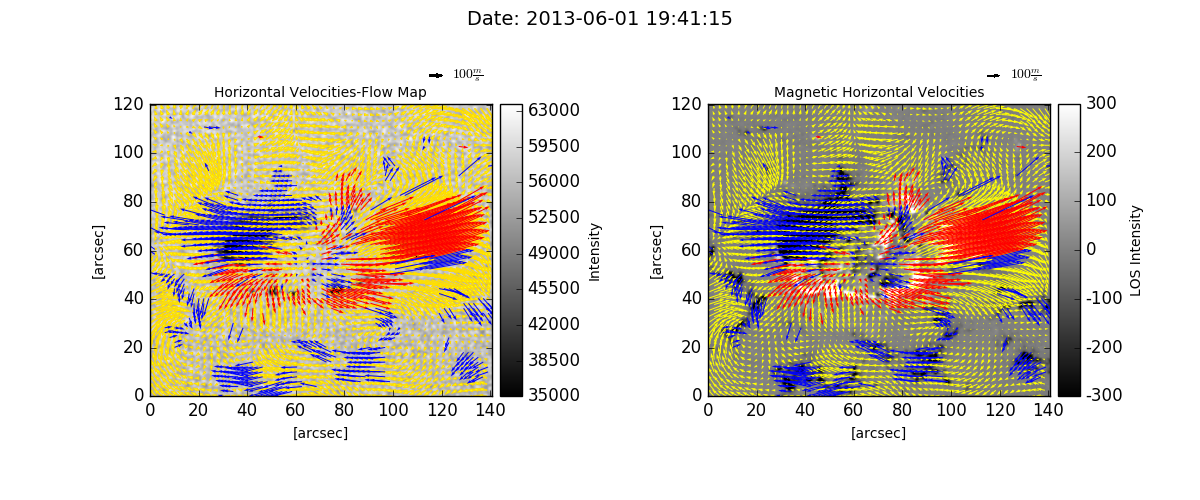 Date: 2013-06-01 19:41:15
100 m/s
100 m/s
Horizontal Velocities-Flow Map
Magnetic Horizontal Velocities
120
100
80
60
40
20
0
[arcsec]
0 20 40 60 80 100 120 140
[arcsec]
63000
59500
56000
52500
49000
45500
42000
38500
35000
Intensity
120
100
80
60
40
20
0
[arcsec]
0 20 40 60 80 100 120 140
[arcsec]
300
200
100
0
-100
-200
-300
LOS Intensity